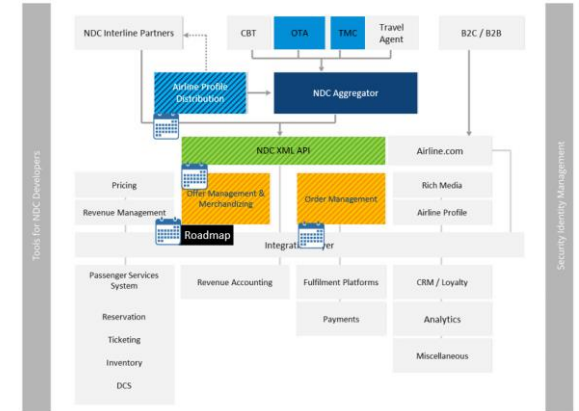 NDC Interline Partners
CBT
OTA
TMC
Travel
Agent
B2C / B2B
Airline Profile
Distribution
NDC Aggregator
NDC XML API
Airline.com
Pricing
Offer Management &
Merchandizing
Order Management
Rich Media
Revenue Management
Airline Profile
Roadmap
Passenger Services
System
Revenue Accounting
Fulfilment Platforms
CRM / Loyalty
Reservation
Payments
Analytics
Ticketing
Miscellaneous
Inventory
DCS
Tools for NDC Developers
Security Identity Management